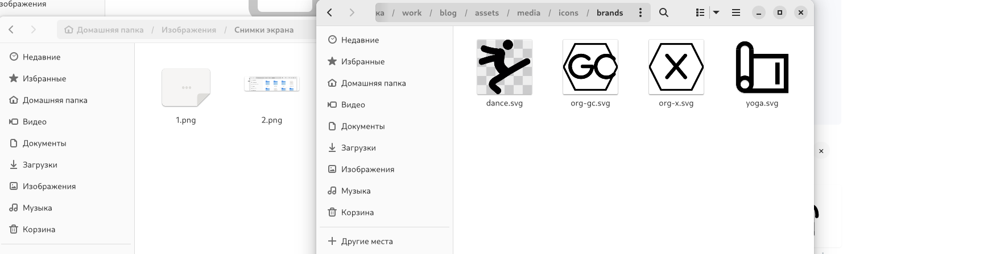 зображения
Домашняя папка / Изображения / Снимки экрана
Недавние
Избранные
Домашняя папка
Видео
Документы
Загрузки
Изображения
Музыка
Корзина
1.png
2.png
ка / work / blog / assets / media / icons / brands
Недавние
Избранные
Домашняя папка
Видео
Документы
Загрузки
Изображения
Музыка
Корзина
Другие места
GC
X
dance.svg
org-gc.svg
org-x.svg
yoga.svg